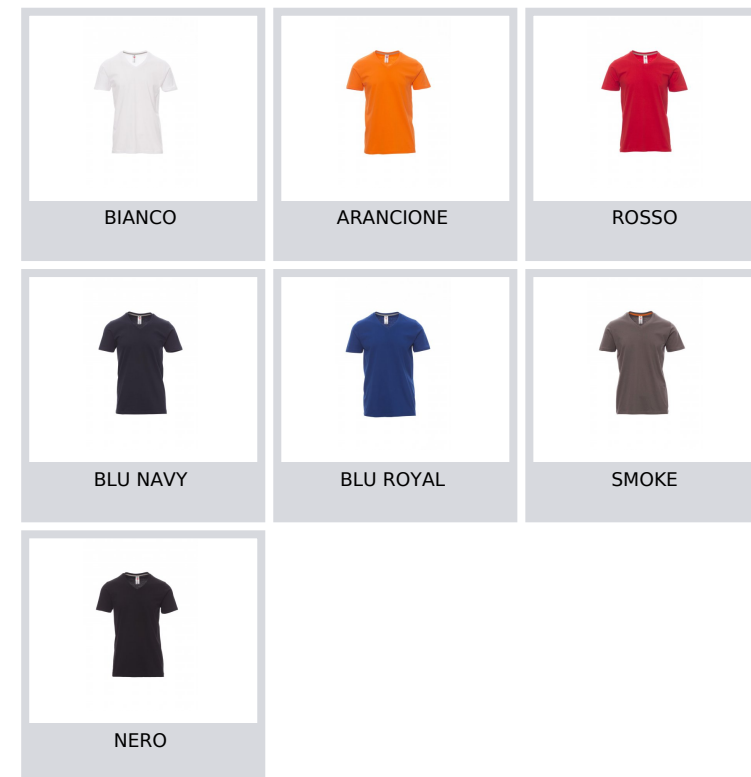 BIANCO
ARANCIONE
ROSSO
BLU NAVY
BLU ROYAL
SMOKE
NERO